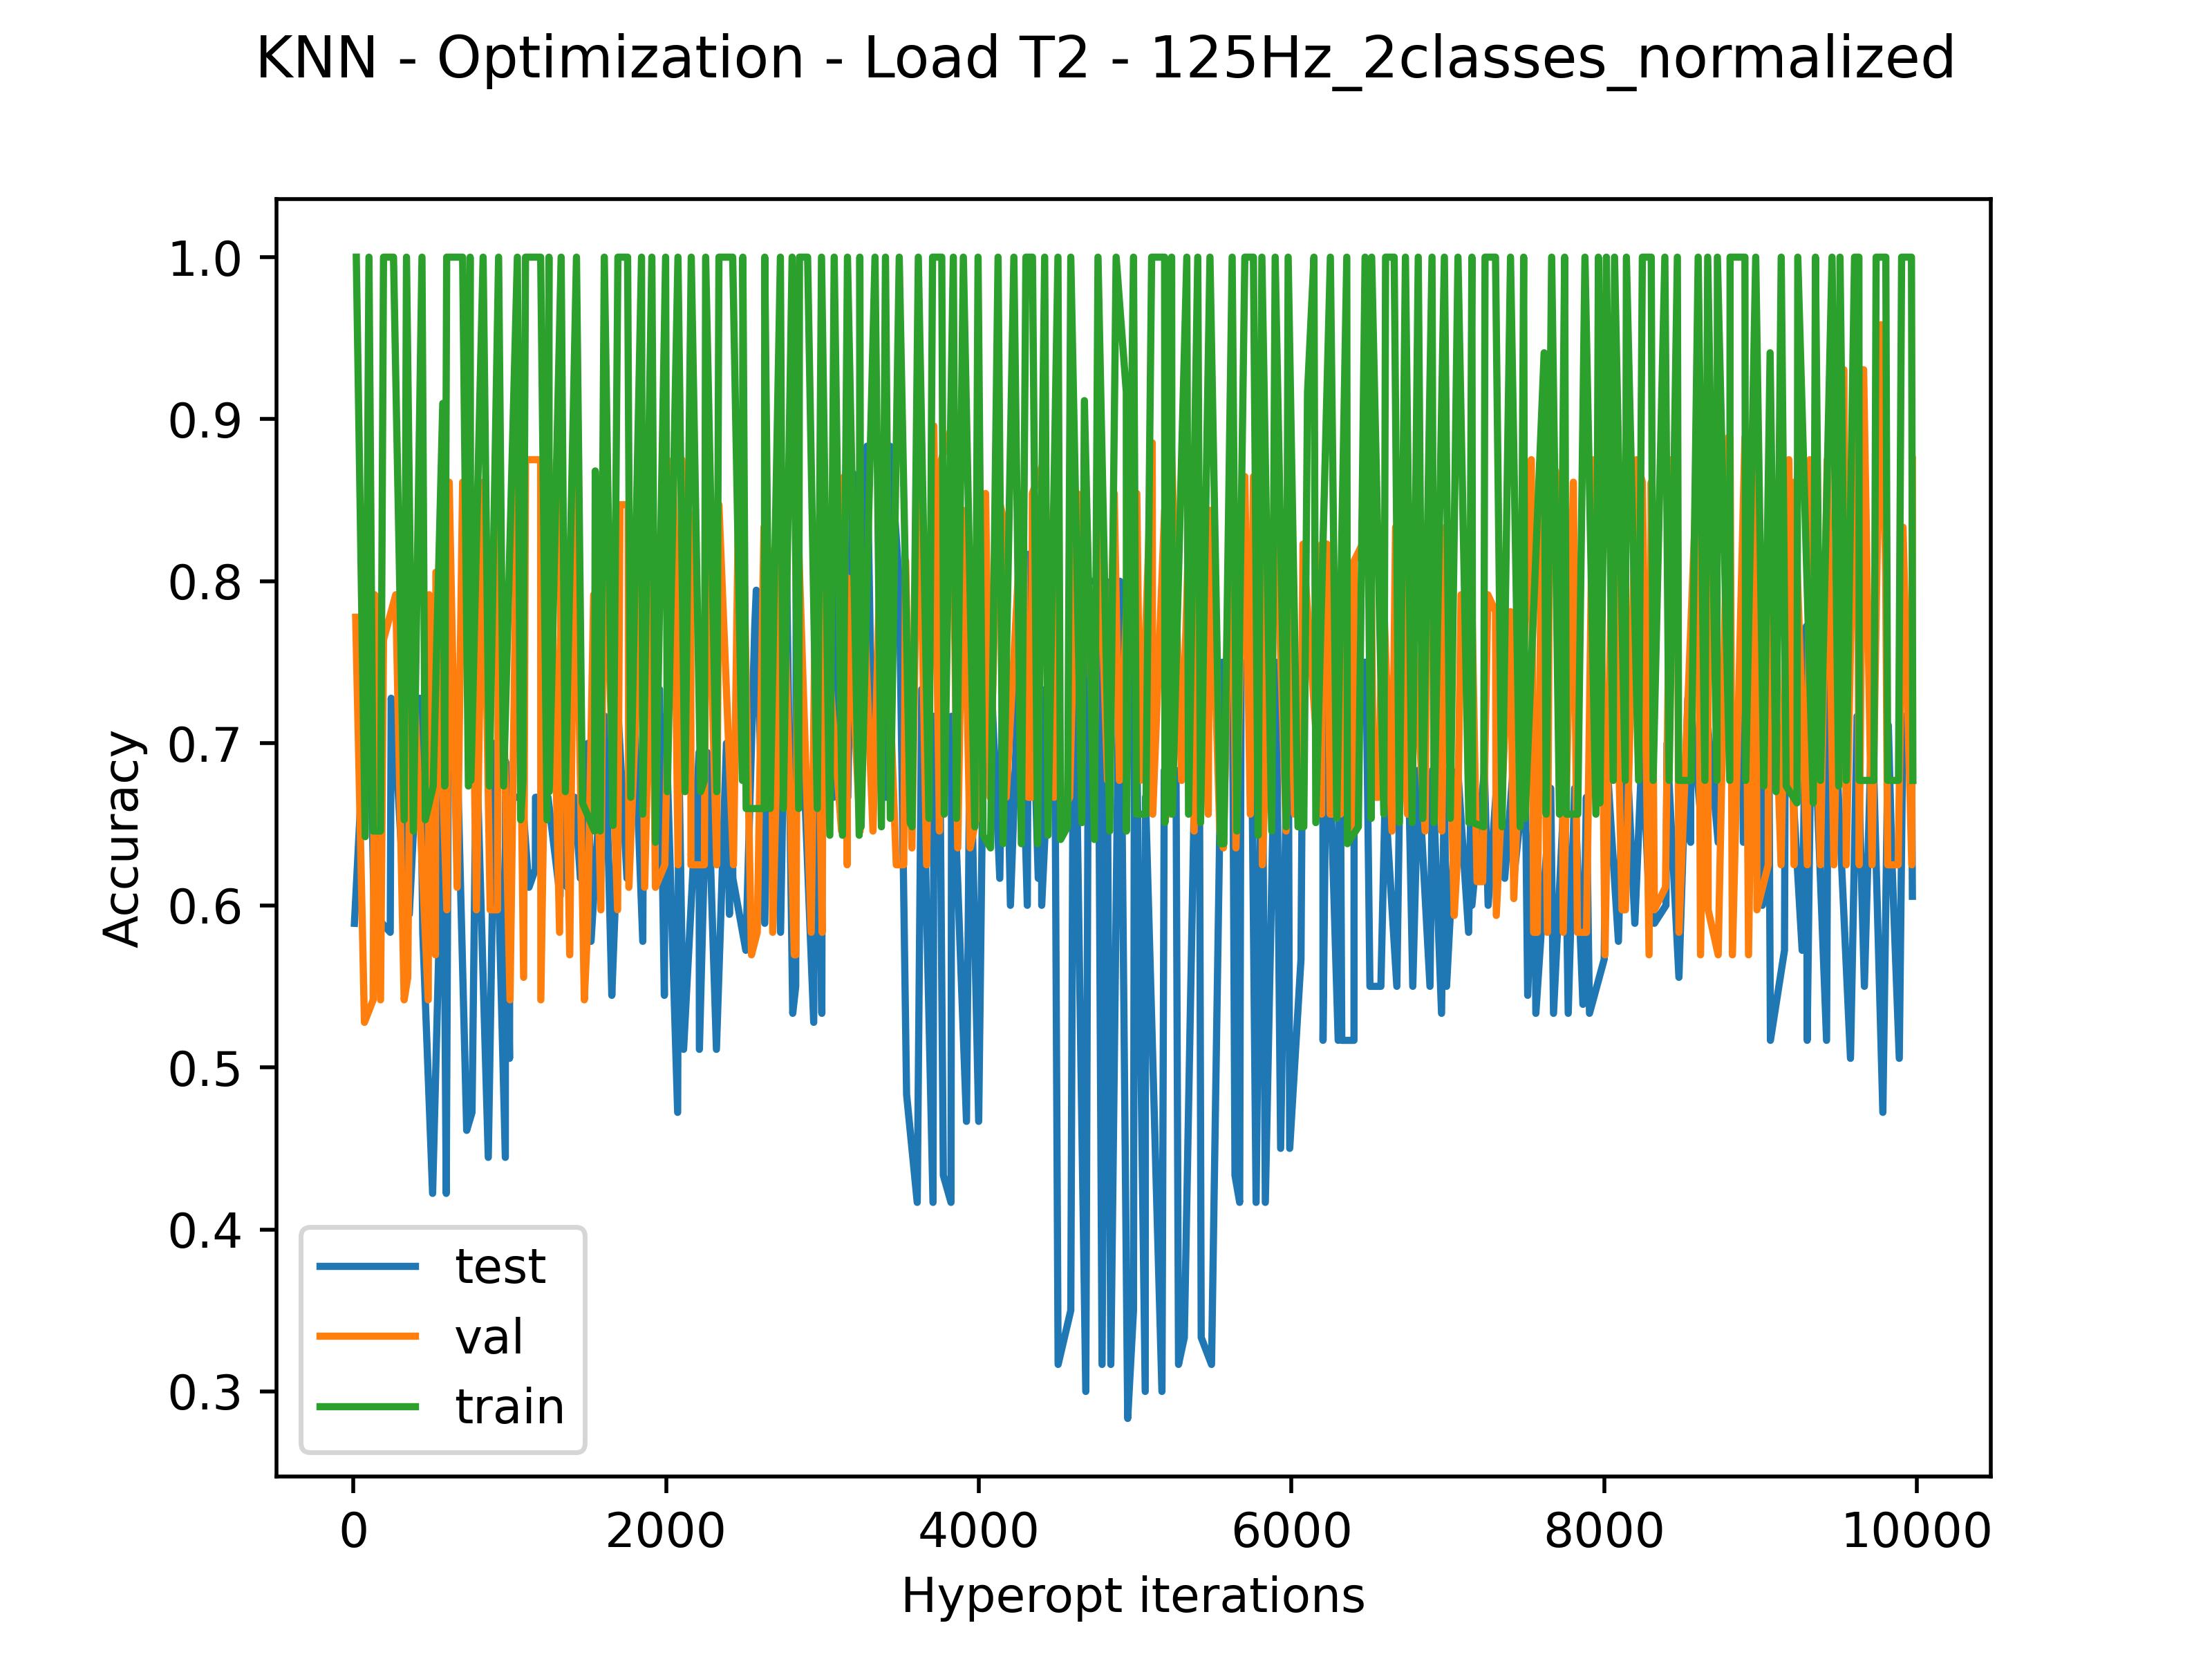 KNN - Optimization - Load T2 - 125Hz_2classes_normalized
1.0
0.9
0.8
0.7
0.6
0.5
0.4
0.3
Accuracy
test
val
train
0 2000 4000 6000 8000 10000
Hyperopt iterations